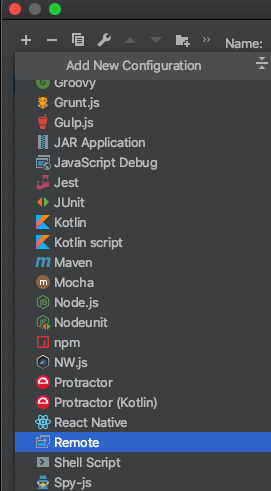 Name:
Add New Configuration
Groovy
Grunt.js
Gulp.js
JAR Application
JavaScript Debug
Jest
JUnit
Kotlin
Kotlin script
Maven
Mocha
Node.js
Nodeunit
npm
NW.js
Protractor
Protractor (Kotlin)
React Native
Remote
Shell Script
Spy-js